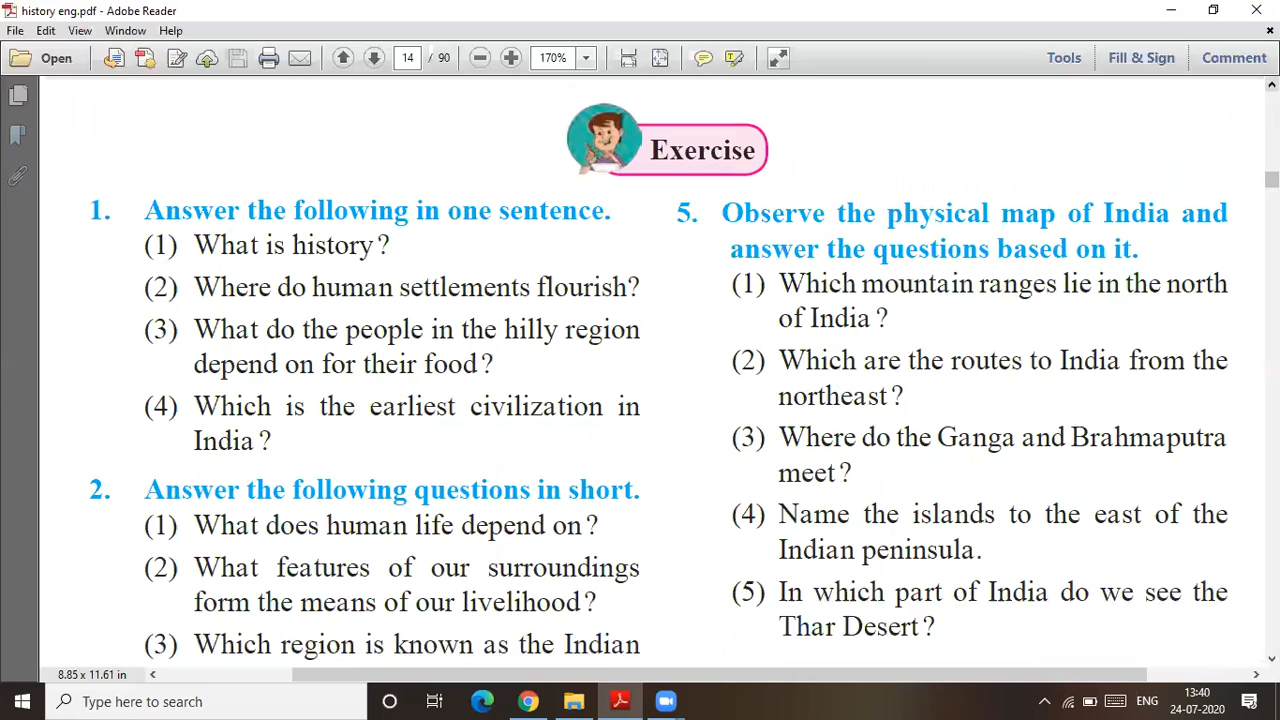 history eng.pdf - Adobe Reader
File Edit View Window Help
Open 14 / 90 170% Tools Fill & Sign Comment
Exercise
1. Answer the following in one sentence.
(1) What is history?
(2) Where do human settlements flourish?
(3) What do the people in the hilly region
depend on for their food?
(4) Which is the earliest civilization in
India?
2. Answer the following questions in short.
(1) What does human life depend on?
(2) What features of our surroundings
form the means of our livelihood?
(3) Which region is known as the Indian
5. Observe the physical map of India and
answer the questions based on it.
(1) Which mountain ranges lie in the north
of India?
(2) Which are the routes to India from the
northeast?
(3) Where do the Ganga and Brahmaputra
meet?
(4) Name the islands to the east of the
Indian peninsula.
(5) In which part of India do we see the
Thar Desert?
8.85 x 11.61 in
Type here to search
ENG
13:40
24-07-2020